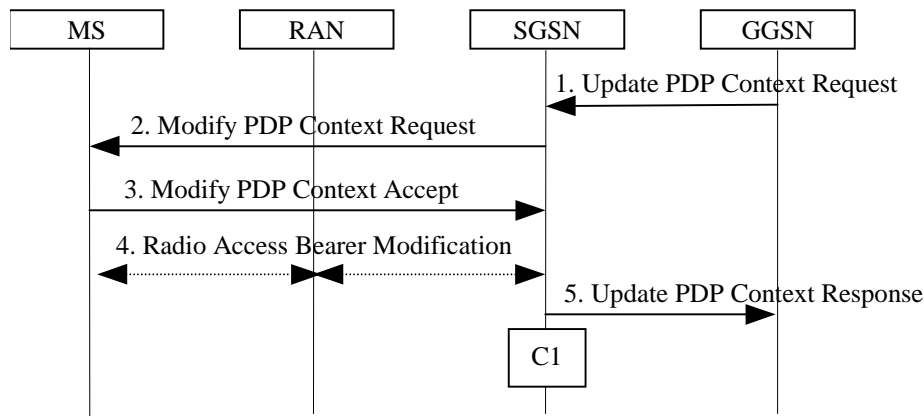 MS
RAN
SGSN
GGSN
1. Update PDP Context Request
2. Modify PDP Context Request
3. Modify PDP Context Accept
4. Radio Access Bearer Modification
5. Update PDP Context Response
C1